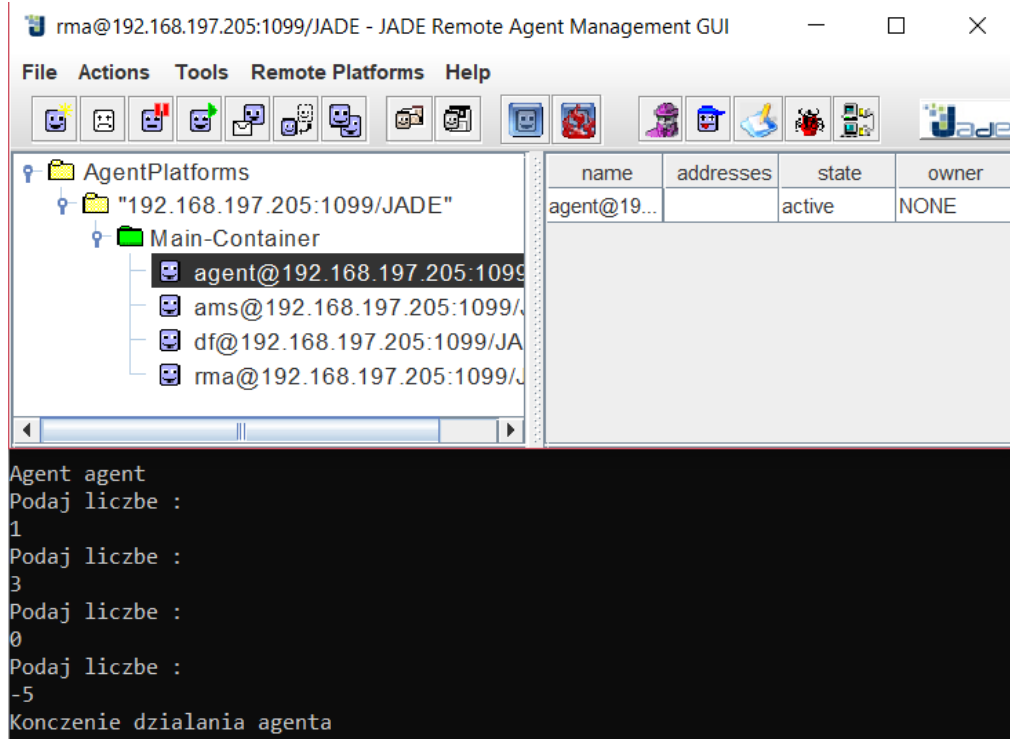 rma@192.168.197.205:1099/JADE - JADE Remote Agent Management GUI
File Actions Tools Remote Platforms Help
Jade
AgentPlatforms
"192.168.197.205:1099/JADE"
Main-Container
agent@192.168.197.205:1099
ams@192.168.197.205:1099/
df@192.168.197.205:1099/JA
rma@192.168.197.205:1099/
name addresses state owner
agent@19... active NONE
Agent agent
Podaj liczbe :
1
Podaj liczbe :
3
Podaj liczbe :
0
Podaj liczbe :
-5
Konczenie dzialania agenta